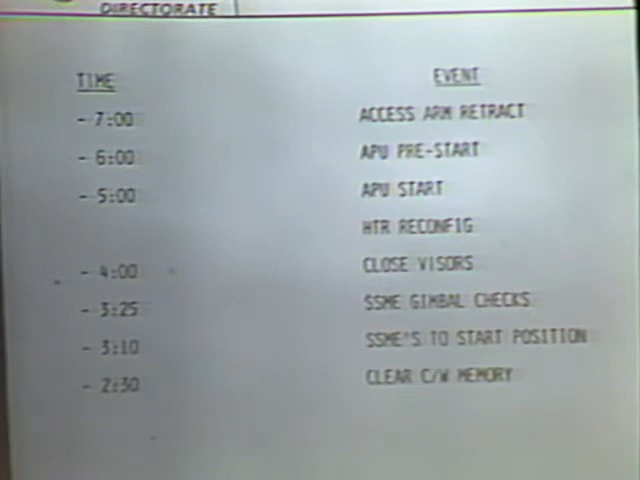 DIRECTORATE
TIME EVENT
- 7:00 ACCESS ARM RETRACT
- 6:00 APU PRE-START
- 5:00 APU START
HTR RECONFIG
- 4:00 CLOSE VISORS
- 3:25 SSME GIMBAL CHECKS
- 3:10 SSME'S TO START POSITION
- 2:30 CLEAR C/W MEMORY